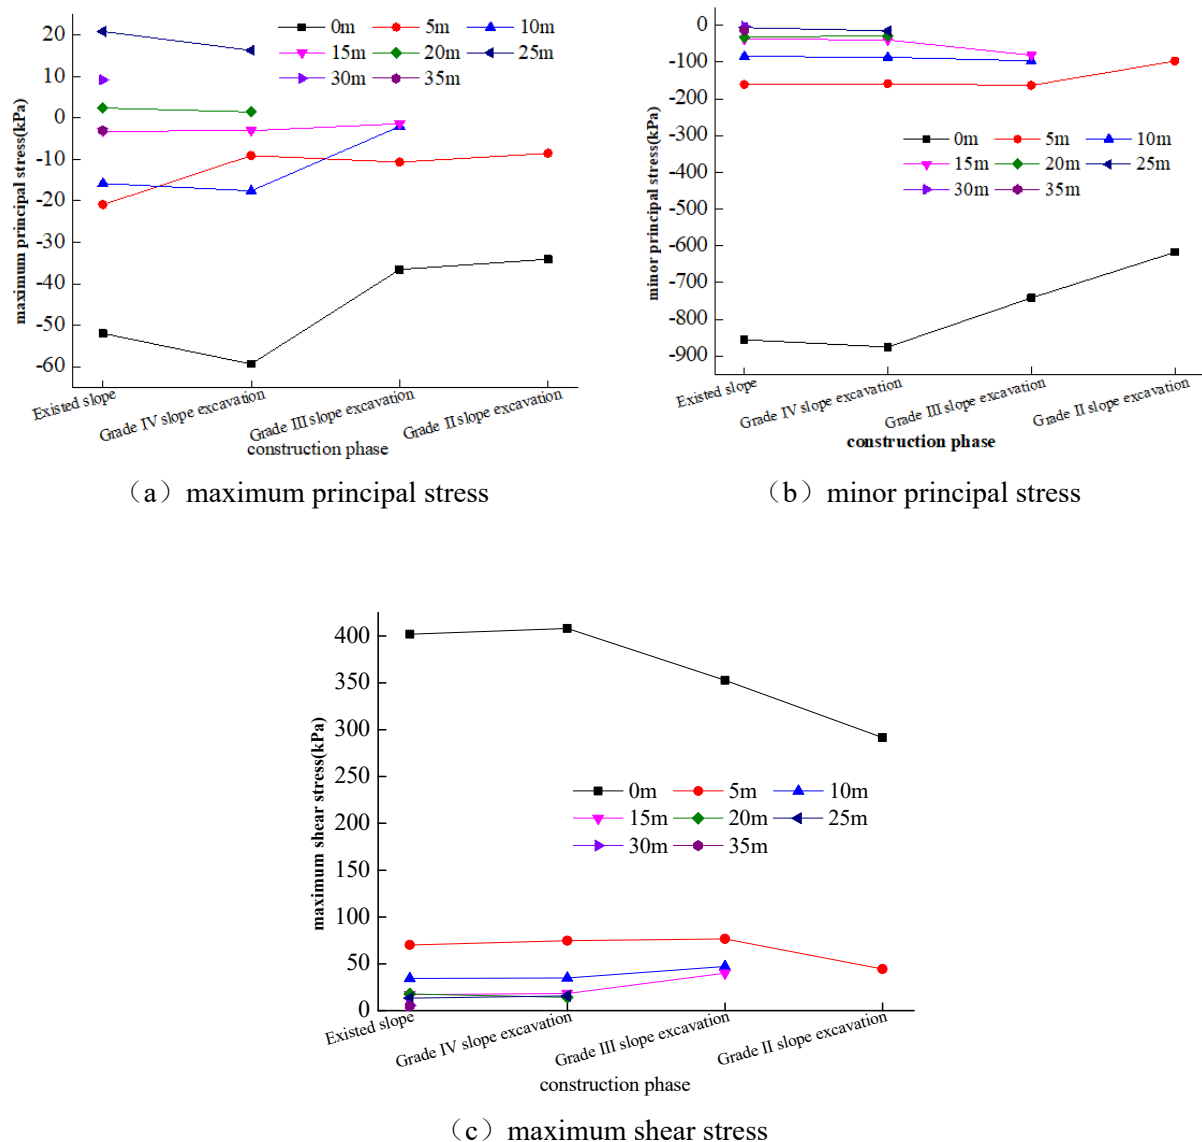 0m 5m 10m
15m 20m 25m
30m 35m
20
10
0
-10
-20
-30
-40
-50
-60
maximum principal stress(kPa)
Existed slope
Grade IV slope excavation
Grade III slope excavation
Grade II slope excavation
construction phase
（a）maximum principal stress
0
-100
-200
-300
-400
-500
-600
-700
-800
-900
minor principal stress(kPa)
0m 5m 10m
15m 20m 25m
30m 35m
Existed slope
Grade IV slope excavation
Grade III slope excavation
Grade II slope excavation
construction phase
（b）minor principal stress
400
350
300
250
200
150
100
50
0
maximum shear stress(kPa)
0m 5m 10m
15m 20m 25m
30m 35m
Existed slope
Grade IV slope excavation
Grade III slope excavation
Grade II slope excavation
construction phase
（c）maximum shear stress